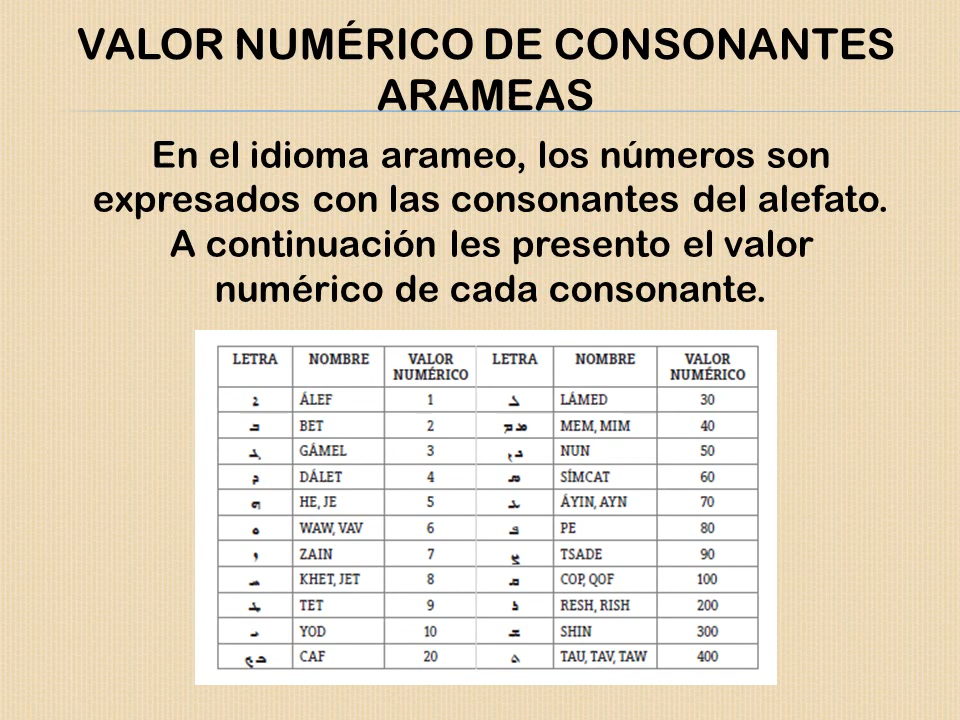 VALOR NUMÉRICO DE CONSONANTES
ARAMEAS
En el idioma arameo, los números son
expresados con las consonantes del alefato.
A continuación les presento el valor
numérico de cada consonante.
LETRA NOMBRE VALOR NUMÉRICO LETRA NOMBRE VALOR NUMÉRICO
ܐ ÁLEF 1 ܠ LÁMED 30
ܒ BET 2 ܡܡ MEM, MIM 40
ܓ GÁMEL 3 ܢܢ NUN 50
ܕ DÁLET 4 ܣ SÍMCAT 60
ܗ HE, JE 5 ܥ ÁYIN, AYN 70
ܘ WAW, VAV 6 ܦ PE 80
ܙ ZAIN 7 ܨ TSADE 90
ܚ KHET, JET 8 ܩ COP, QOF 100
ܛ TET 9 ܪ RESH, RISH 200
ܝ YOD 10 ܫ SHIN 300
ܟܟ CAF 20 ܬ TAU, TAV, TAW 400